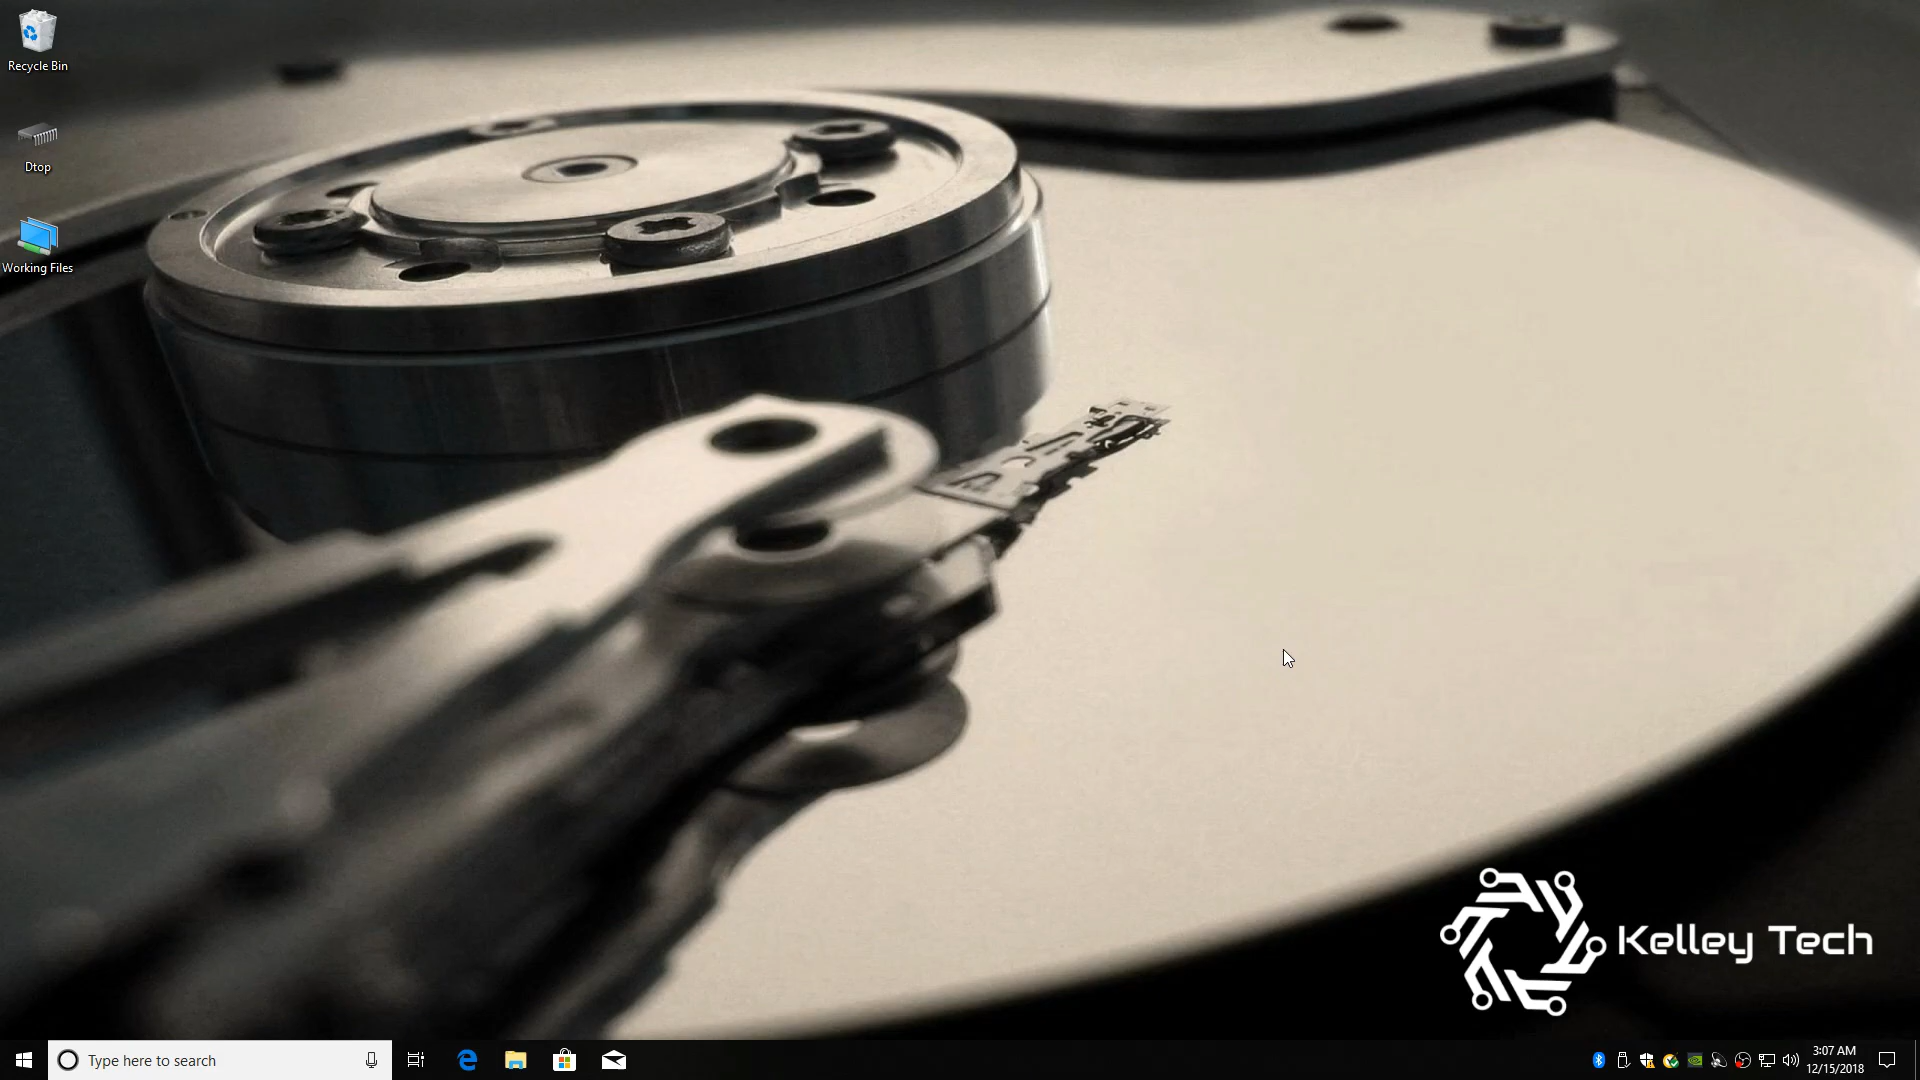 Recycle Bin
Dtop
Working Files
Kelley Tech
Type here to search
3:07 AM
12/15/2018